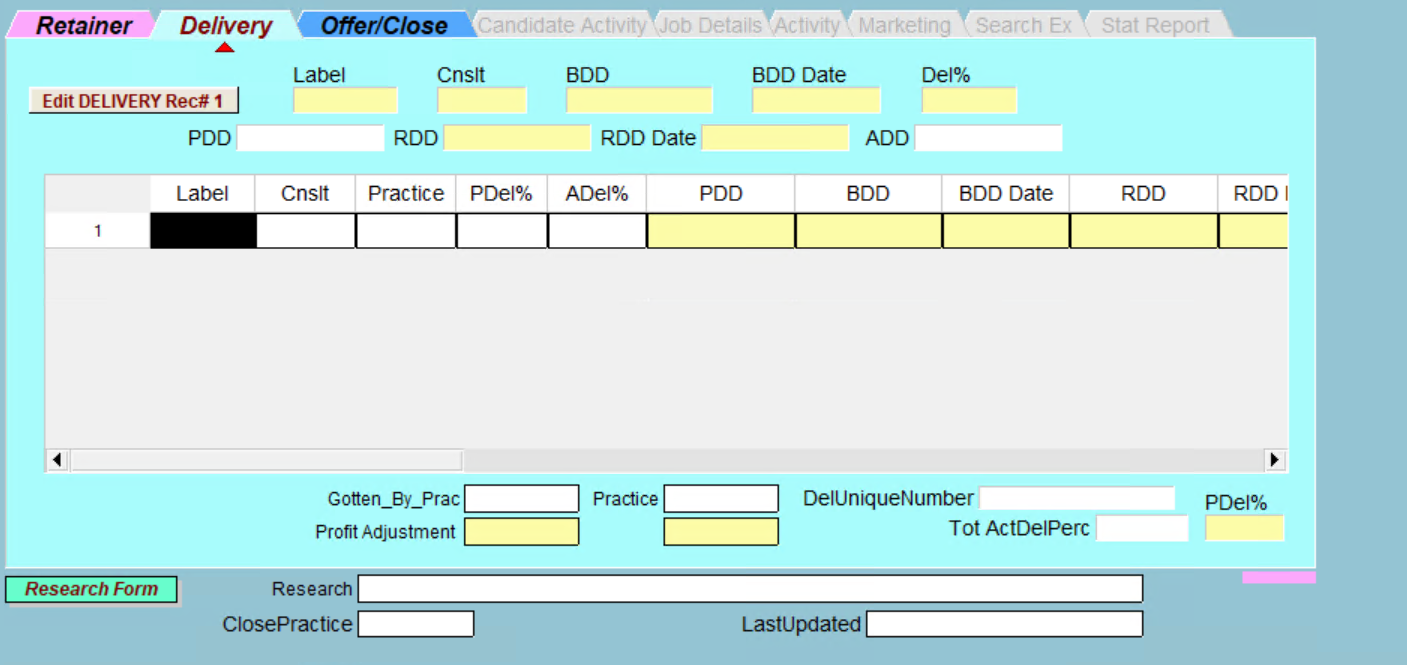 Retainer Delivery Offer/Close Candidate Activity Job Details Activity Marketing Search Ex Stat Report
Label Cnslt BDD BDD Date Del%
Edit DELIVERY Rec# 1
PDD RDD RDD Date ADD
Label Cnslt Practice PDel% ADel% PDD BDD BDD Date RDD RDD
1
Gotten_By_Prac Practice DelUniqueNumber PDel%
Profit Adjustment Tot ActDelPerc
Research Form Research
ClosePractice LastUpdated